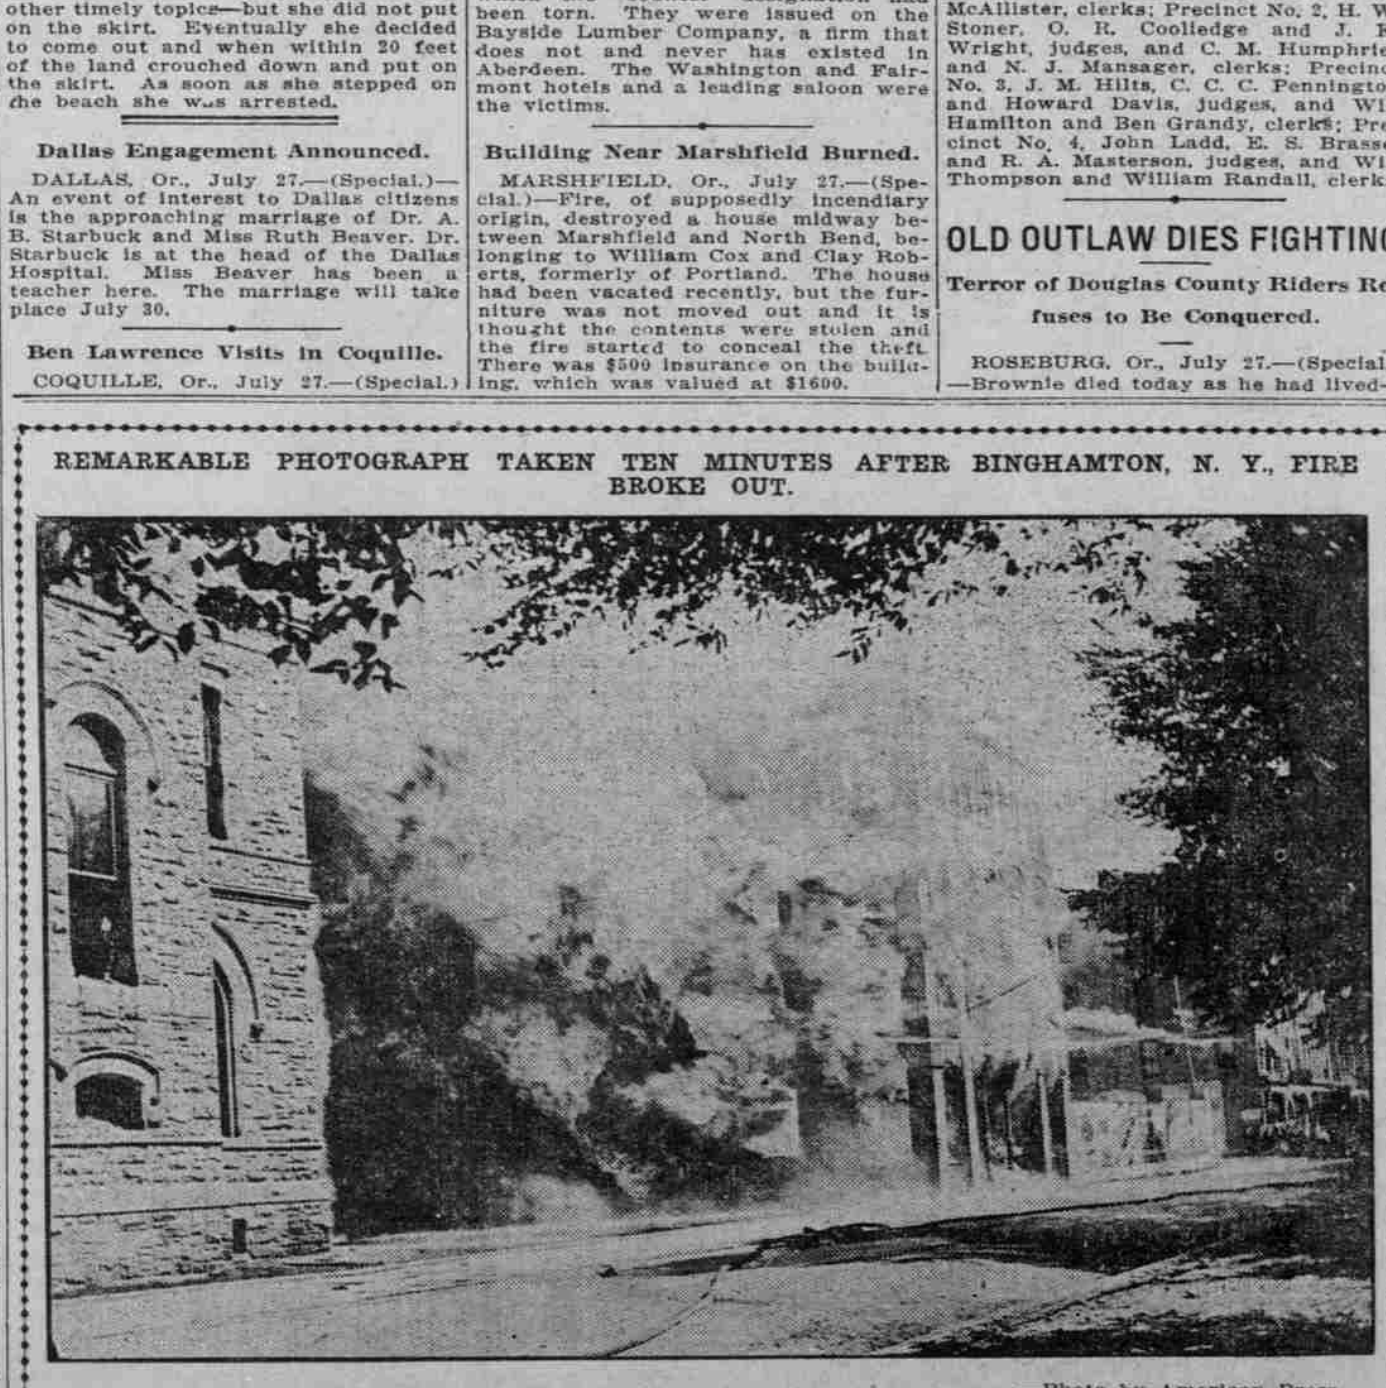 other timely topics—but she did not put
on the skirt. Eventually she decided
to come out and when within 20 feet
of the land crouched down and put on
the skirt. As soon as she stepped on
the beach she was arrested.
Dallas Engagement Announced.
DALLAS, Or., July 27.—(Special.)—
An event of interest to Dallas citizens
is the approaching marriage of Dr. A.
B. Starbuck and Miss Ruth Beaver. Dr.
Starbuck is at the head of the Dallas
Hospital. Miss Beaver has been a
teacher here. The marriage will take
place July 30.
Ben Lawrence Visits in Coquille.
COQUILLE, Or., July 27.—(Special.)
been torn. They were issued on the
Bayside Lumber Company, a firm that
does not and never has existed in
Aberdeen. The Washington and Fair-
mont hotels and a leading saloon were
the victims.
Building Near Marshfield Burned.
MARSHFIELD, Or., July 27.—(Spe-
cial.)—Fire, of supposedly incendiary
origin, destroyed a house midway be-
tween Marshfield and North Bend, be-
longing to William Cox and Clay Rob-
erts, formerly of Portland. The house
had been vacated recently, but the fur-
niture was not moved out and it is
thought the contents were stolen and
the fire started to conceal the theft.
There was $500 insurance on the build-
ing, which was valued at $1600.
McAllister, clerks; Precinct No. 2, H.
Stoner, O. R. Coolledge and J.
Wright, judges, and C. M. Humphrie
and N. J. Mansager, clerks; Precinc
No. 3, J. M. Hilts, C. C. C. Penningto
and Howard Davis, judges, and Wi
Hamilton and Ben Grandy, clerks; Pre
cinct No. 4, John Ladd, E. S. Brass
and R. A. Masterson, judges, and Wi
Thompson and William Randall, clerk
OLD OUTLAW DIES FIGHTING
Terror of Douglas County Riders Re
fuses to Be Conquered.
ROSEBURG, Or., July 27.—(Special
—Brownie died today as he had lived—
REMARKABLE PHOTOGRAPH TAKEN TEN MINUTES AFTER BINGHAMTON, N. Y., FIRE
BROKE OUT.